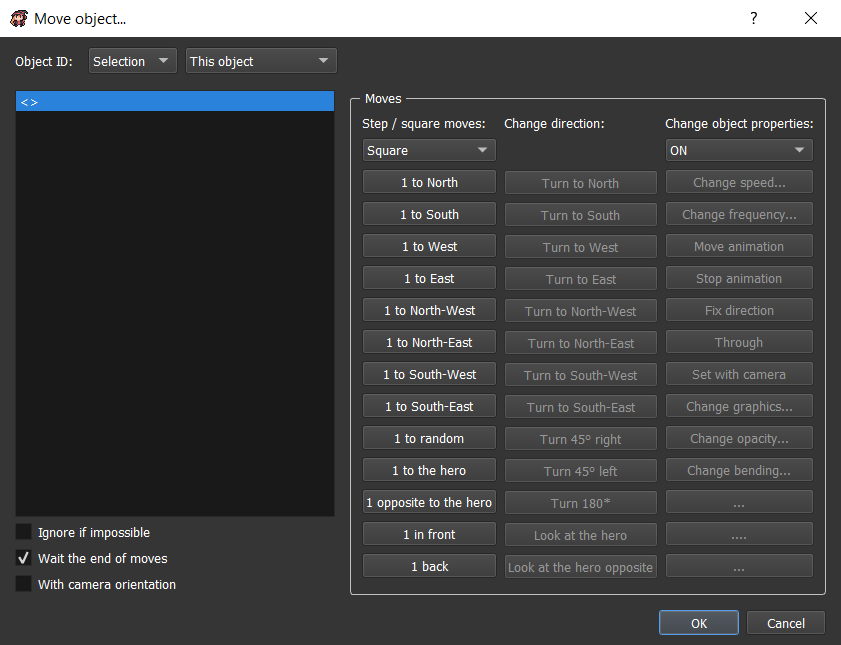 Move object...
?
Object ID:
Selection
This object
< >
Ignore if impossible
Wait the end of moves
With camera orientation
Moves
Step / square moves:
Change direction:
Change object properties:
Square
ON
1 to North
Turn to North
Change speed...
1 to South
Turn to South
Change frequency...
1 to West
Turn to West
Move animation
1 to East
Turn to East
Stop animation
1 to North-West
Turn to North-West
Fix direction
1 to North-East
Turn to North-East
Through
1 to South-West
Turn to South-West
Set with camera
1 to South-East
Turn to South-East
Change graphics...
1 to random
Turn 45° right
Change opacity...
1 to the hero
Turn 45° left
Change bending...
1 opposite to the hero
Turn 180*
...
1 in front
Look at the hero
....
1 back
Look at the hero opposite
...
OK
Cancel